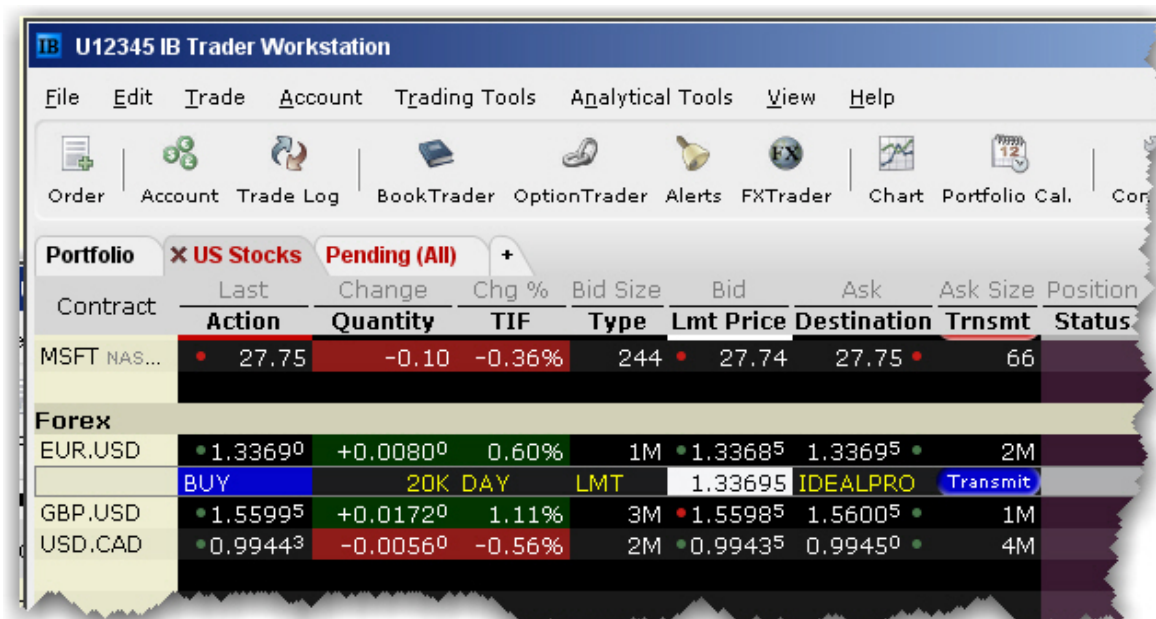 IB U12345 IB Trader Workstation
File Edit Trade Account Trading Tools Analytical Tools View Help
12 FX
Order Account Trade Log BookTrader OptionTrader Alerts FXTrader Chart Portfolio Cal.
Portfolio × US Stocks Pending (All) +
Contract Last Change Chg % Bid Size Bid Ask Ask Size Position
Action Quantity TIF Type Lmt Price Destination Trnsmt Status
MSFT NAS... 27.75 -0.10 -0.36% 244 27.74 27.75 66
Forex
EUR.USD 1.33690 +0.00800 0.60% 1M 1.33685 1.33695 2M
BUY 20K DAY LMT 1.33695 IDEALPRO Transmit
GBP.USD 1.55995 +0.01720 1.11% 3M 1.55985 1.56005 1M
USD.CAD 0.99443 -0.00560 -0.56% 2M 0.99435 0.99450 4M